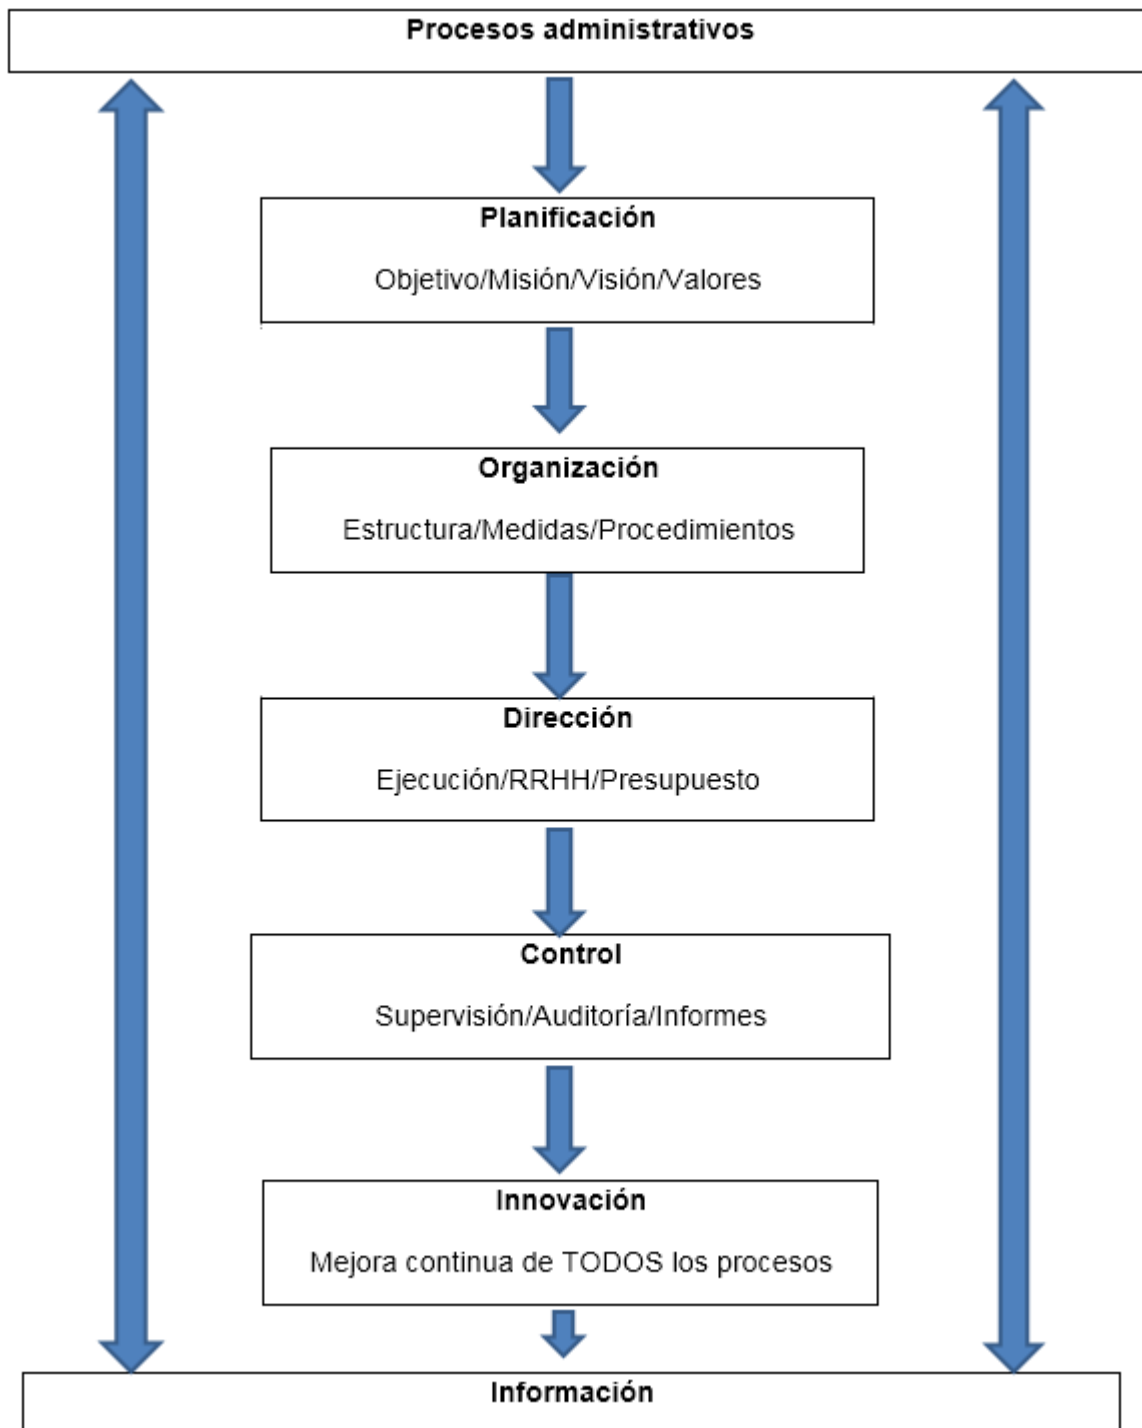 Procesos administrativos
Planificación
Objetivo/Misión/Visión/Valores
Organización
Estructura/Medidas/Procedimientos
Dirección
Ejecución/RRHH/Presupuesto
Control
Supervisión/Auditoría/Informes
Innovación
Mejora continua de TODOS los procesos
Información